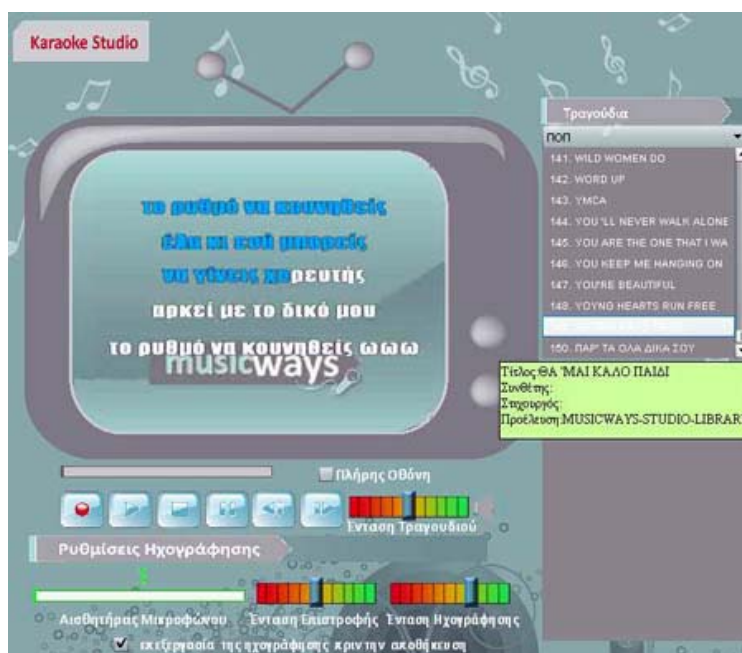 Karaoke Studio
Τραγούδια
ΠΟΠ
141. WILD WOMEN DO
142. WORD UP
143. YMCA
144. YOU 'LL NEVER WALK ALONE
145. YOU ARE THE ONE THAT I WA
146. YOU KEEP ME HANGING ON
147. YOU'RE BEAUTIFUL
148. YOYNG HEARTS RUN FREE
150. ΠΑΡ' ΤΑ ΟΛΑ ΔΙΚΑ ΣΟΥ
Τίτλος:ΘΑ 'ΜΑΙ ΚΑΛΟ ΠΑΙΔΙ
Συνθέτης:
Στιχουργός:
Προέλευση:MUSICWAYS-STUDIO-LIBRAR
το ρυθμό να κουνηθείς
έλα κι εσύ μπορείς
να γίνεις χορευτής
αρκεί με το δικό μου
το ρυθμό να κουνηθείς ωωω
musicways
Πλήρης Οθόνη
Ένταση Τραγουδιού
Ρυθμίσεις Ηχογράφησης
Αισθητήρας Μικροφώνου
Ένταση Επιστροφής
Ένταση Ηχογράφησης
επεξεργασία της ηχογράφησης πριν την αποθήκευση